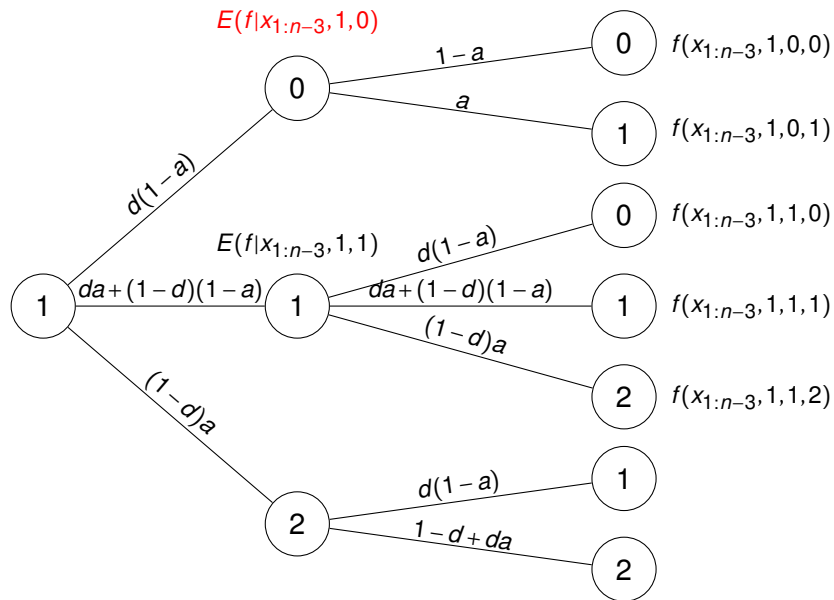 E(f|x1:n−3,1,0)
0
1−a
0
f(x1:n−3,1,0,0)
a
1
f(x1:n−3,1,0,1)
d(1−a)
0
f(x1:n−3,1,1,0)
E(f|x1:n−3,1,1)
d(1−a)
1
da+(1−d)(1−a)
1
da+(1−d)(1−a)
1
f(x1:n−3,1,1,1)
(1−d)a
2
f(x1:n−3,1,1,2)
(1−d)a
d(1−a)
1
2
1−d+da
2